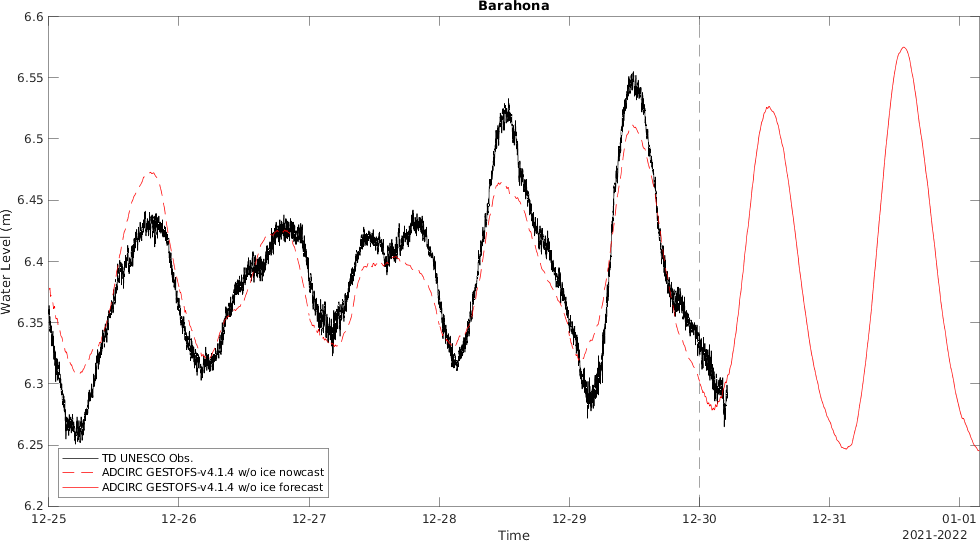 Barahona
6.6
6.55
6.5
6.45
6.4
6.35
6.3
6.25
6.2
Water Level (m)
TD UNESCO Obs.
ADCIRC GESTOFS-v4.1.4 w/o ice nowcast
ADCIRC GESTOFS-v4.1.4 w/o ice forecast
12-25 12-26 12-27 12-28 12-29 12-30 12-31 01-01
Time
2021-2022